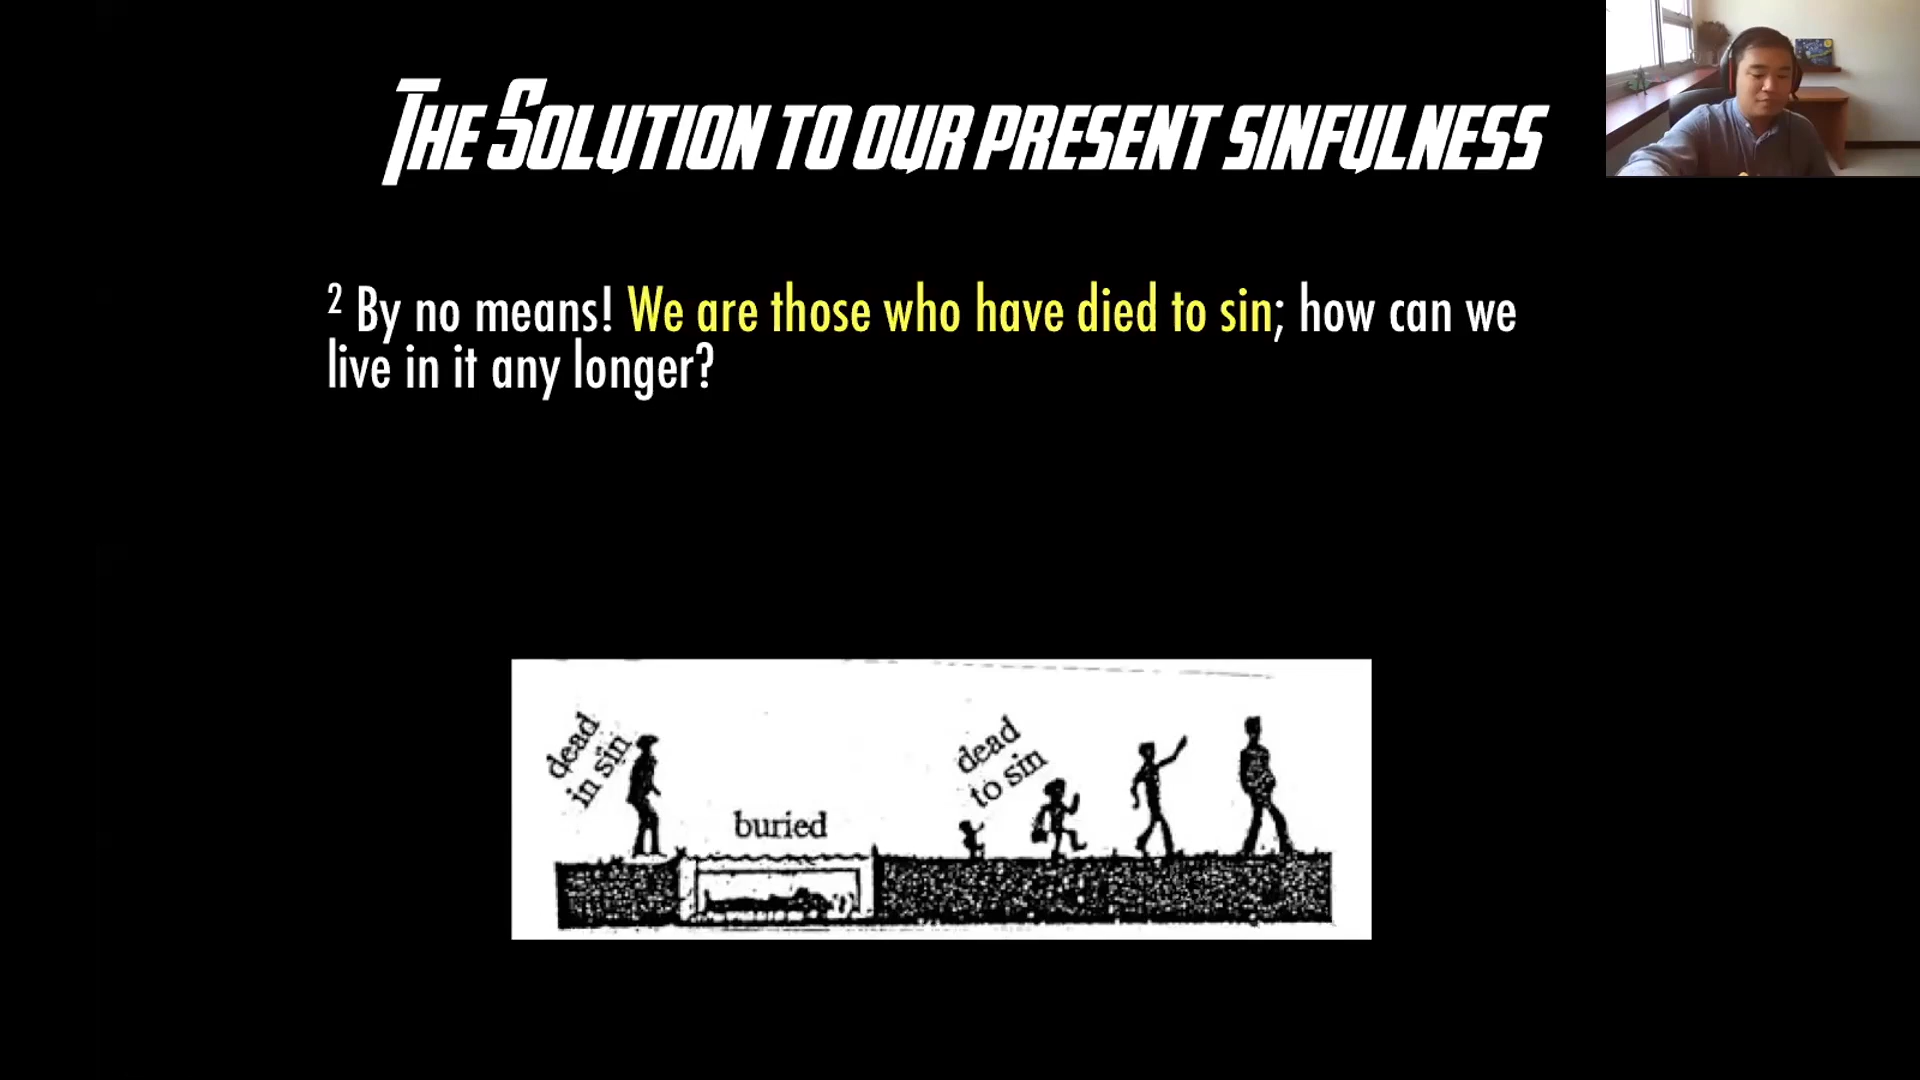 The Solution to our present sinfulness
² By no means! We are those who have died to sin; how can we
live in it any longer?
dead
in sin
buried
dead
to sin